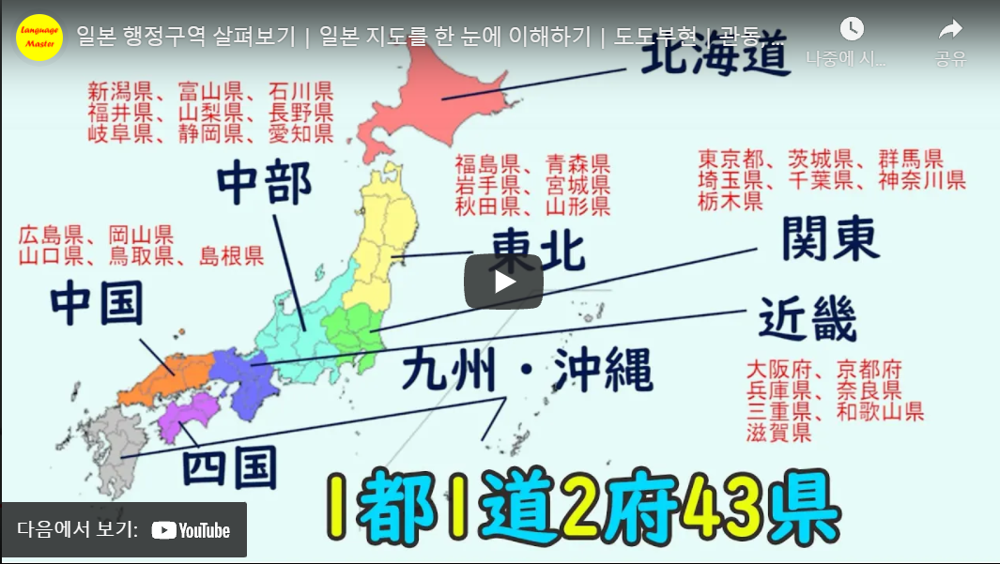 Language Master
일본 행정구역 살펴보기 | 일본 지도를 한 눈에 이해하기 | 도도부현 / 관동...
나중에 시...
공유
北海道
新潟県、富山県、石川県
福井県、山梨県、長野県
岐阜県、静岡県、愛知県
中部
福島県、青森県
岩手県、宮城県
秋田県、山形県
東北
東京都、茨城県、群馬県
埼玉県、千葉県、神奈川県
栃木県
関東
広島県、岡山県
山口県、鳥取県、島根県
中国
近畿
大阪府、京都府
兵庫県、奈良県
三重県、和歌山県
滋賀県
九州・沖縄
四国
1都1道2府43県
다음에서 보기: YouTube